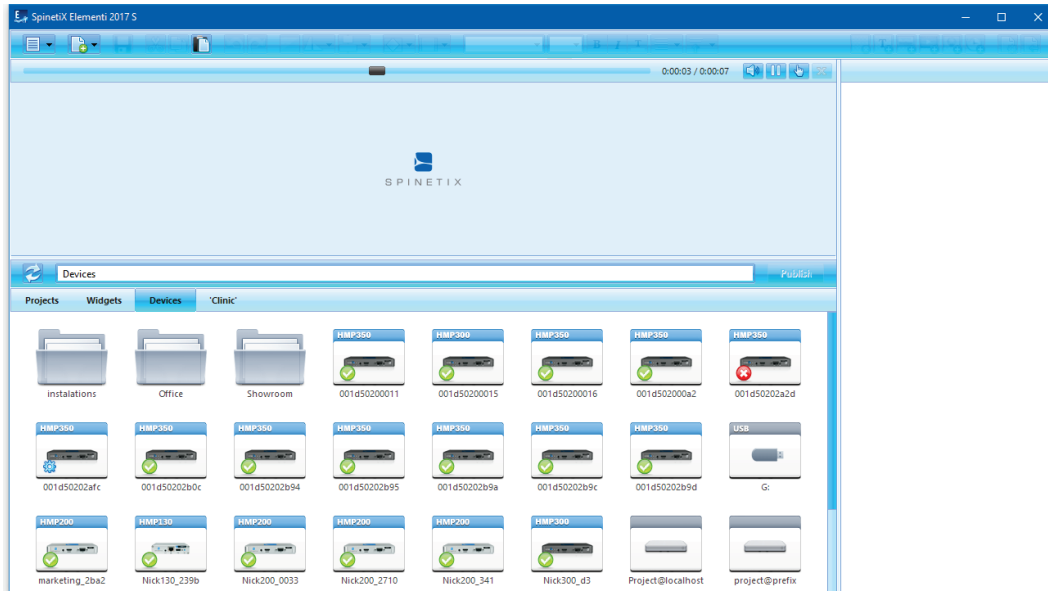 SpinetiX Elementi 2017 S
B I T
0:00:03 / 0:00:07
SPINETIX
Devices Publish
Projects Widgets Devices 'Clinic'
HMP350 HMP300 HMP350 HMP350 HMP350
instalations Office Showroom 001d50200011 001d50200015 001d50200016 001d502000a2 001d50202a2d
HMP350 HMP350 HMP350 HMP350 HMP350 HMP350 HMP350 USB
001d50202afc 001d50202b0c 001d50202b94 001d50202b95 001d50202b9a 001d50202b9c 001d50202b9d G:
HMP200 HMP130 HMP200 HMP200 HMP200 HMP300
marketing_2ba2 Nick130_239b Nick200_0033 Nick200_2710 Nick200_341 Nick300_d3 Project@localhost project@prefix